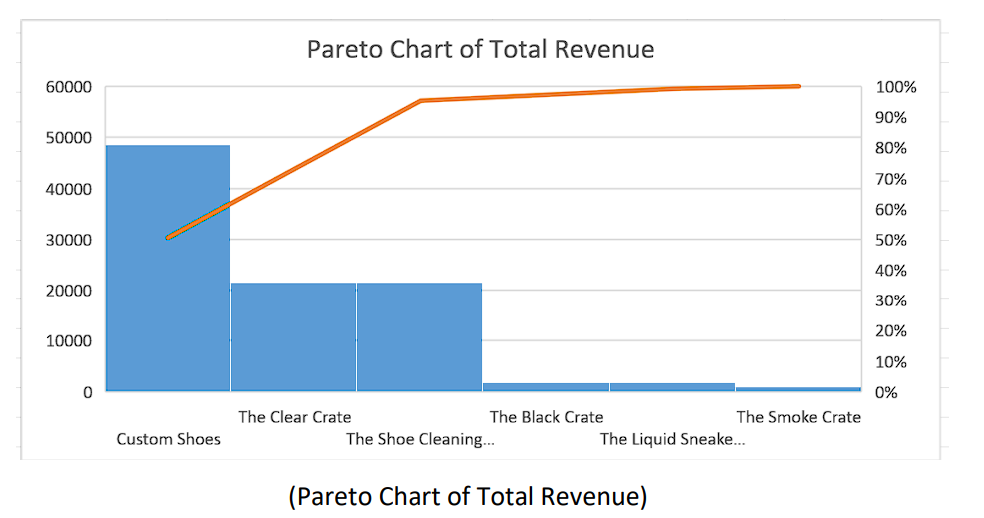 Pareto Chart of Total Revenue
60000
50000
40000
30000
20000
10000
0
100%
90%
80%
70%
60%
50%
40%
30%
20%
10%
0%
Custom Shoes
The Clear Crate
The Shoe Cleaning...
The Black Crate
The Liquid Sneake...
The Smoke Crate
(Pareto Chart of Total Revenue)